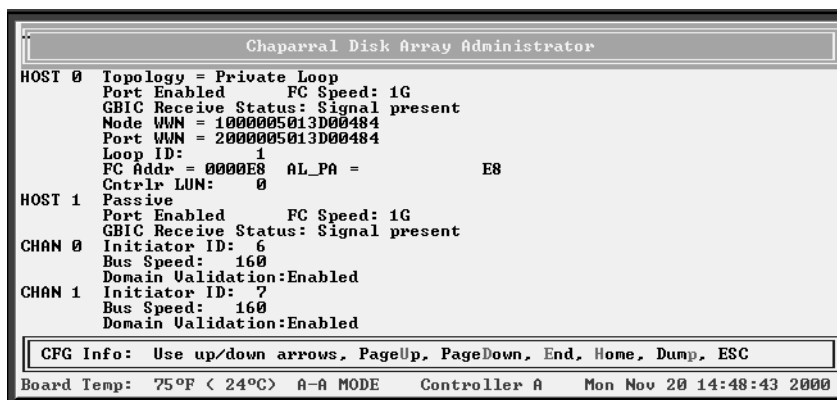 Chaparral Disk Array Administrator
HOST 0 Topology = Private Loop
Port Enabled FC Speed: 1G
GBIC Receive Status: Signal present
Node WWN = 1000005013D00484
Port WWN = 2000005013D00484
Loop ID: 1
FC Addr = 0000E8 AL_PA = E8
Cntrlr LUN: 0
HOST 1 Passive
Port Enabled FC Speed: 1G
GBIC Receive Status: Signal present
CHAN 0 Initiator ID: 6
Bus Speed: 160
Domain Validation:Enabled
CHAN 1 Initiator ID: 7
Bus Speed: 160
Domain Validation:Enabled
CFG Info: Use up/down arrows, PageUp, PageDown, End, Home, Dump, ESC
Board Temp: 75ºF ( 24ºC) A-A MODE Controller A Mon Nov 20 14:48:43 2000